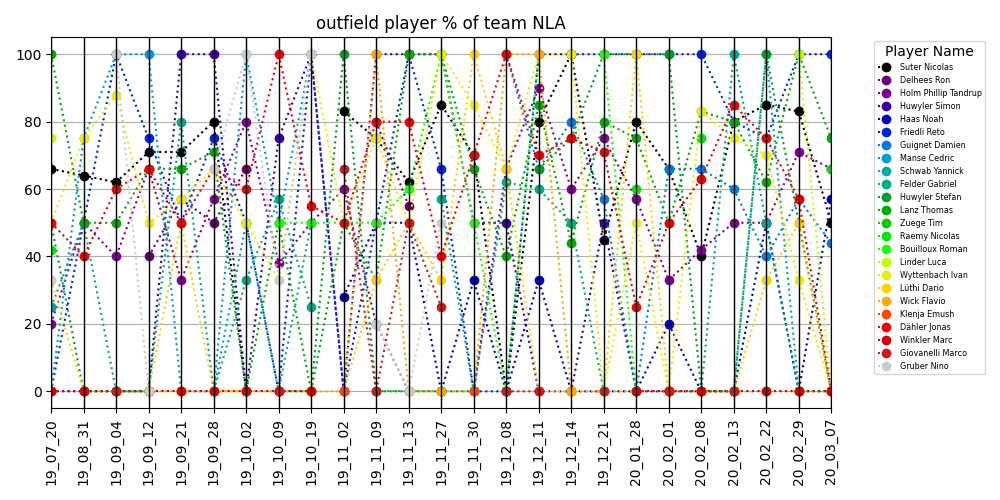 outfield player % of team NLA
100
80
60
40
20
0
19_07_20
19_08_31
19_09_04
19_09_12
19_09_21
19_09_28
19_10_02
19_10_09
19_10_19
19_11_02
19_11_09
19_11_13
19_11_27
19_11_30
19_12_08
19_12_11
19_12_14
19_12_21
20_01_28
20_02_01
20_02_08
20_02_13
20_02_22
20_02_29
20_03_07
Player Name
Suter Nicolas
Delhees Ron
Holm Phillip Tandrup
Huwyler Simon
Haas Noah
Friedli Reto
Guignet Damien
Manse Cedric
Schwab Yannick
Felder Gabriel
Huwyler Stefan
Lanz Thomas
Zuege Tim
Raemy Nicolas
Bouilloux Roman
Linder Luca
Wyttenbach Ivan
Lüthi Dario
Wick Flavio
Klenja Emush
Dähler Jonas
Winkler Marc
Giovanelli Marco
Gruber Nino